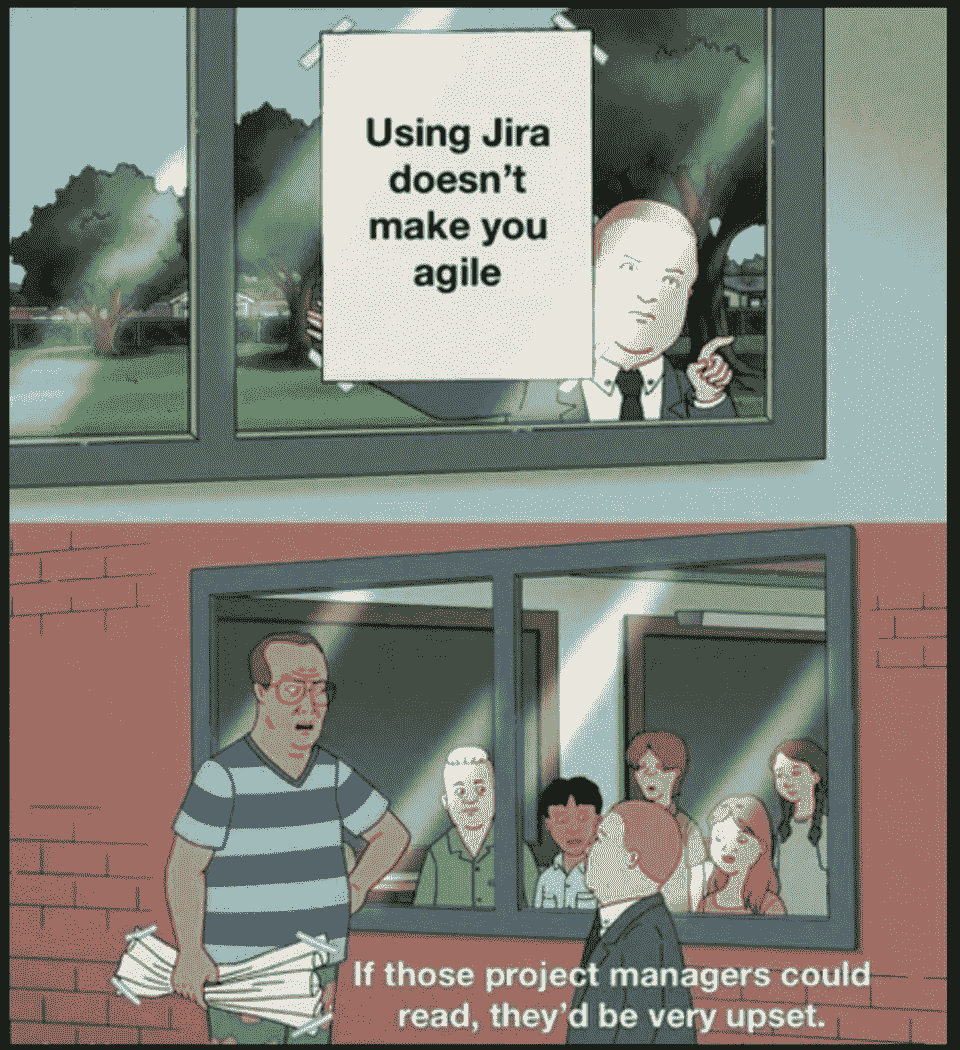 Using Jira
doesn’t
make you
agile
If those project managers could
read, they’d be very upset.